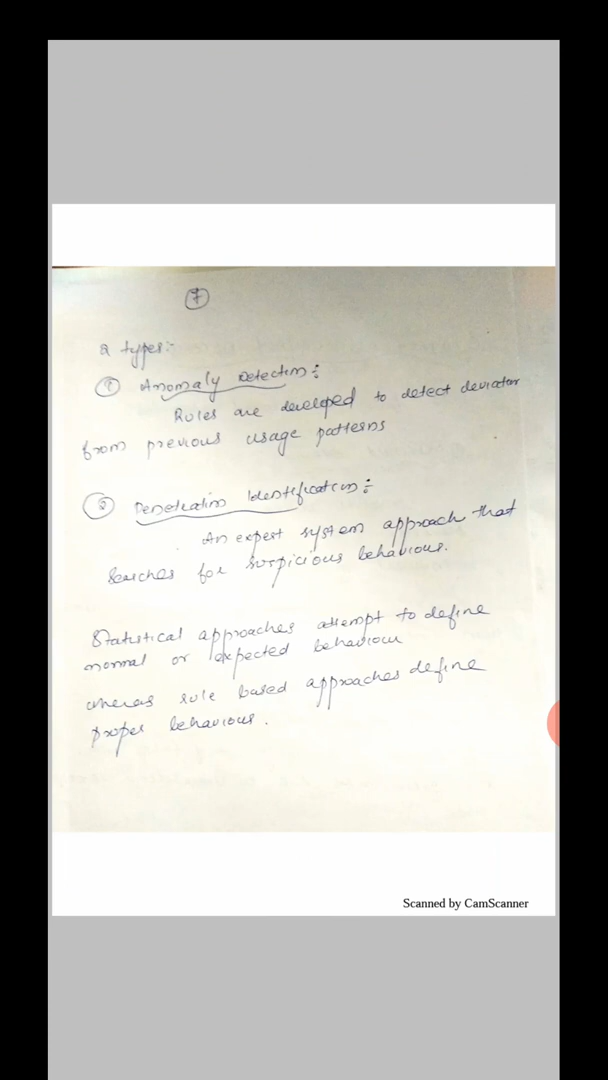 7
2 types:-
① Anomaly Detection:
Rules are developed to detect deviation
from previous usage patterns
② Penetration Identification:
An expert system approach that
searches for suspicious behaviour.
Statistical approaches attempt to define
normal or expected behaviour
whereas rule based approaches define
proper behaviour.
Scanned by CamScanner